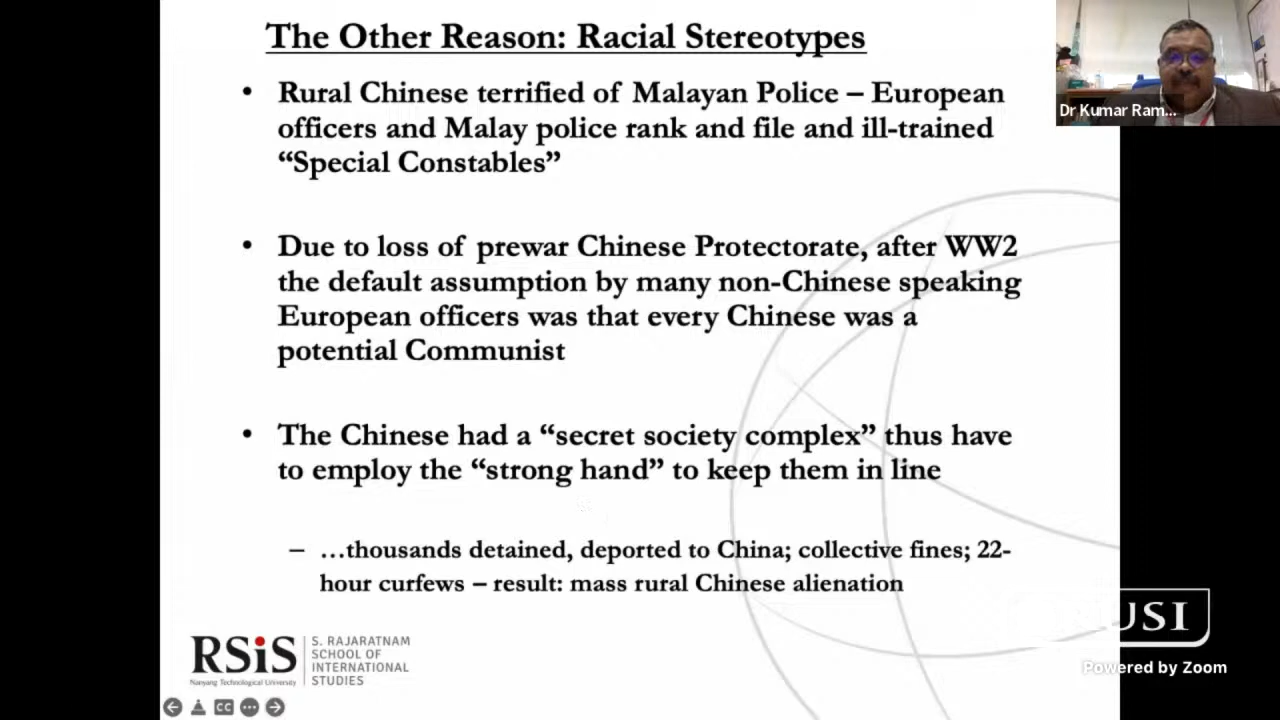 The Other Reason: Racial Stereotypes
• Rural Chinese terrified of Malayan Police – European
officers and Malay police rank and file and ill-trained
“Special Constables”
• Due to loss of prewar Chinese Protectorate, after WW2
the default assumption by many non-Chinese speaking
European officers was that every Chinese was a
potential Communist
• The Chinese had a “secret society complex” thus have
to employ the “strong hand” to keep them in line
– …thousands detained, deported to China; collective fines; 22-
hour curfews – result: mass rural Chinese alienation
RSiS
Nanyang Technological University
S. RAJARATNAM
SCHOOL OF
INTERNATIONAL
STUDIES
CC
Dr Kumar Ram...
USI
Powered by Zoom